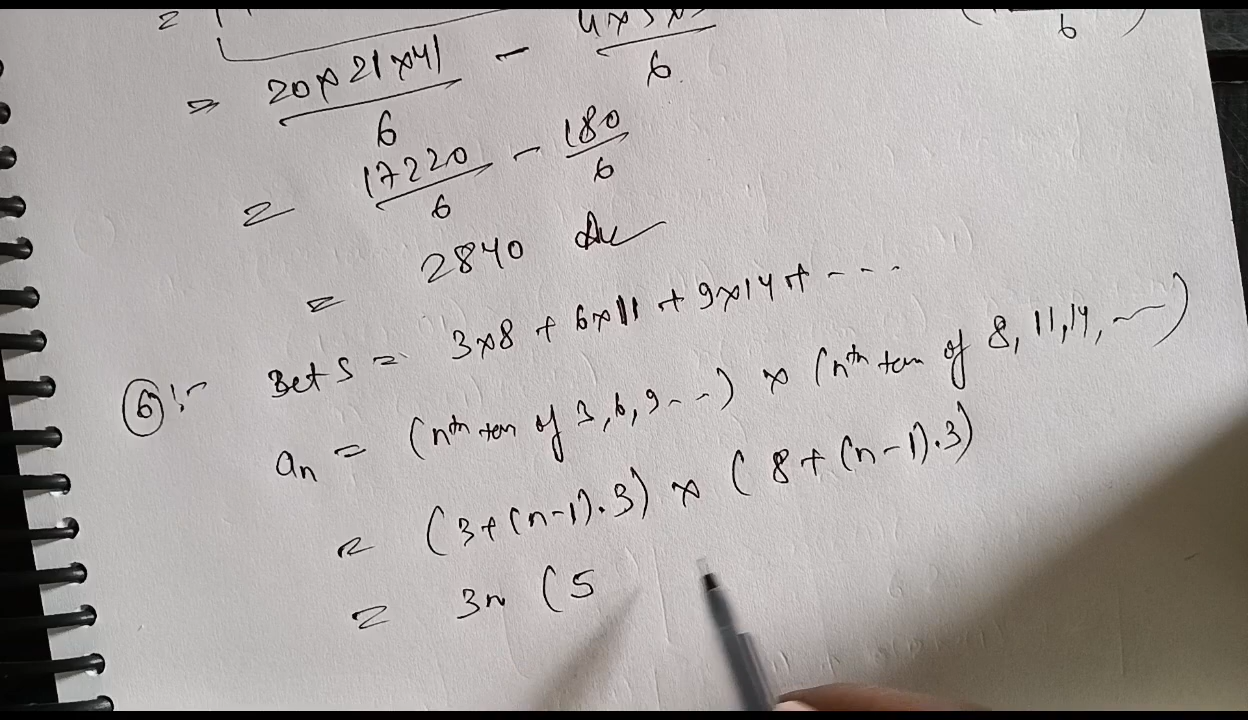 = 20×21×41/6 - 4×5×9/6
= 17220/6 - 180/6
= 2840 Au
⑥:- Let S = 3×8 + 6×11 + 9×14 + ---
an = (nth term of 3,6,9--) × (nth term of 8,11,14,---)
= (3+(n-1).3) × (8+(n-1).3)
= 3n (5